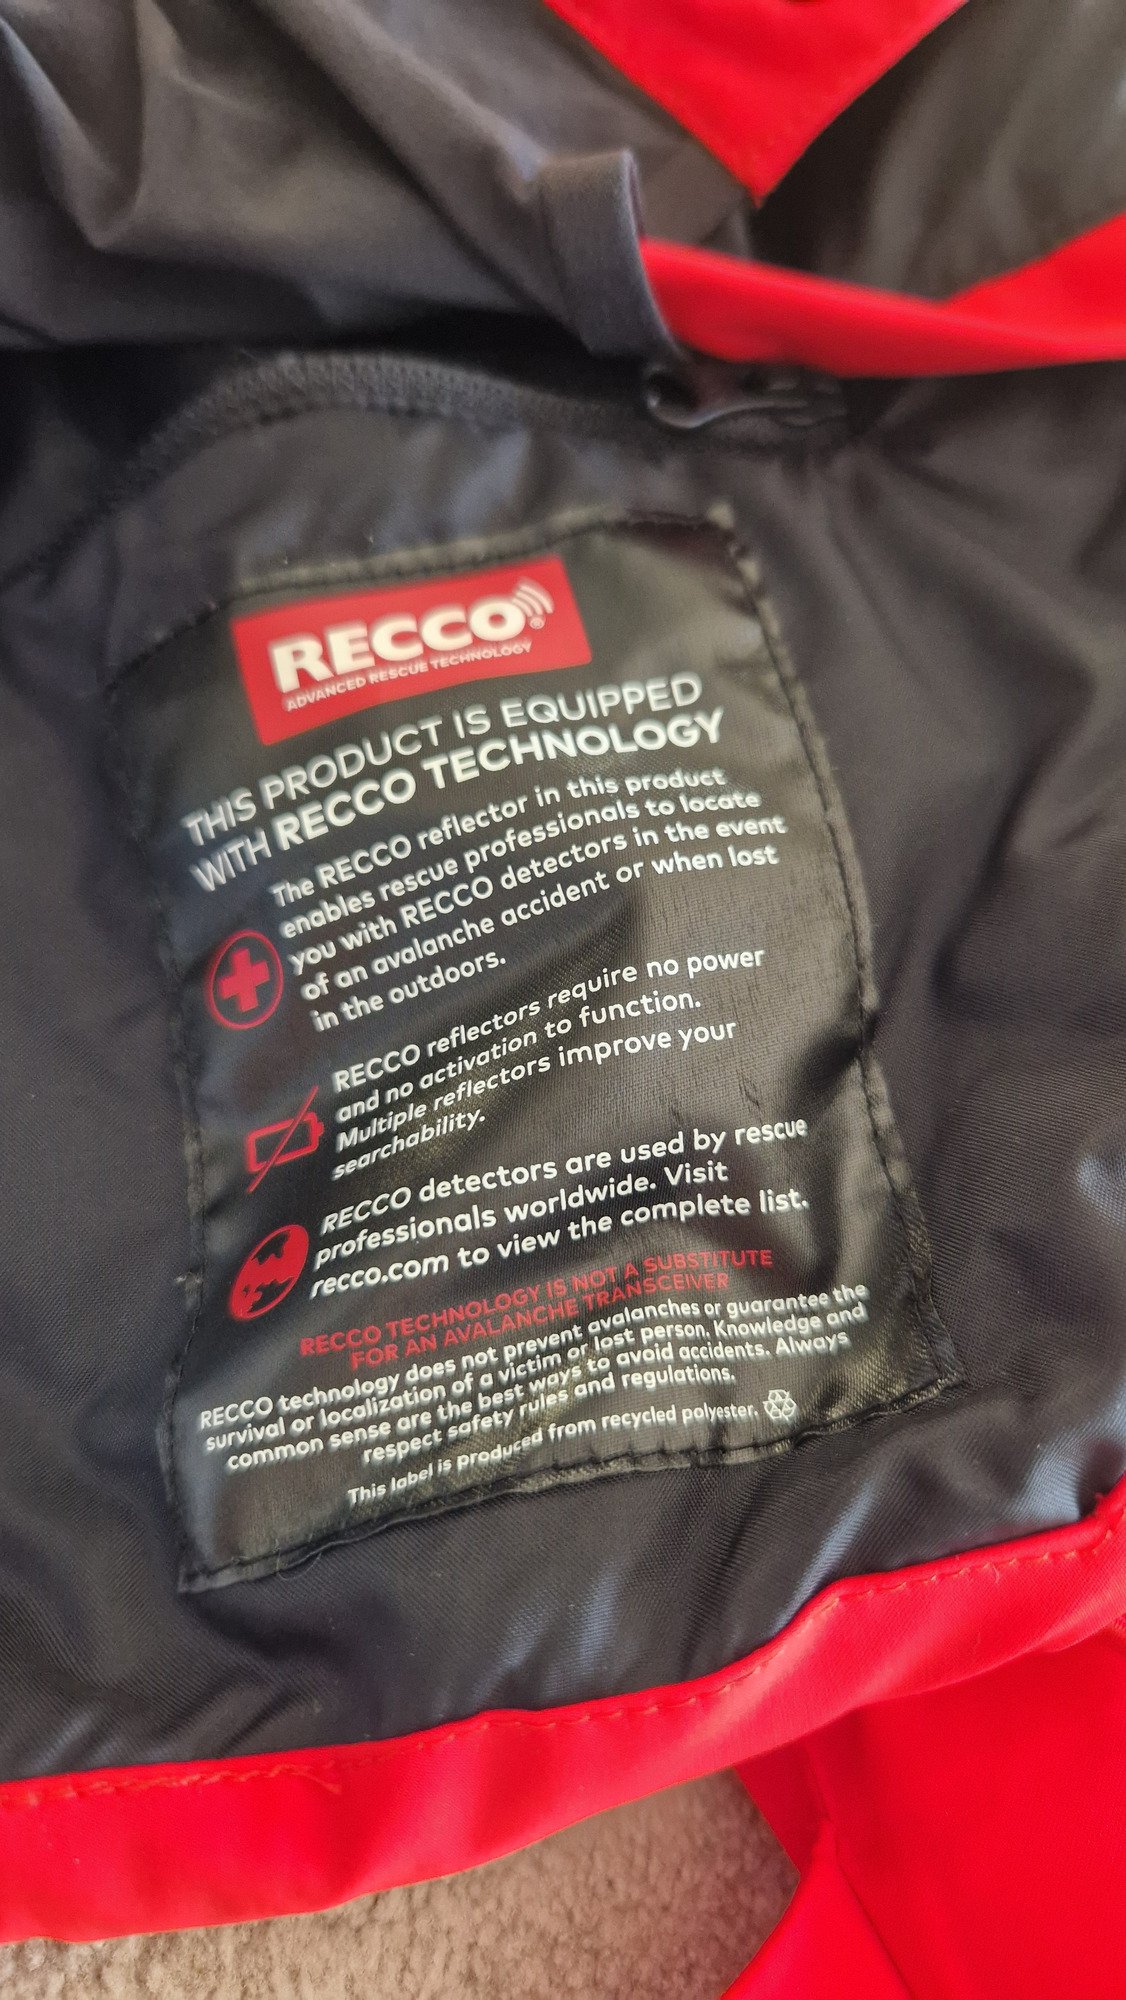 RECCO®
ADVANCED RESCUE TECHNOLOGY
THIS PRODUCT IS EQUIPPED
WITH RECCO TECHNOLOGY
The RECCO reflector in this product
enables rescue professionals to locate
you with RECCO detectors in the event
of an avalanche accident or when lost
in the outdoors.
RECCO reflectors require no power
and no activation to function.
Multiple reflectors improve your
searchability.
RECCO detectors are used by rescue
professionals worldwide. Visit
recco.com to view the complete list.
RECCO TECHNOLOGY IS NOT A SUBSTITUTE
FOR AN AVALANCHE TRANSCEIVER
RECCO technology does not prevent avalanches or guarantee the
survival or localization of a victim or lost person. Knowledge and
common sense are the best ways to avoid accidents. Always
respect safety rules and regulations.
This label is produced from recycled polyester.